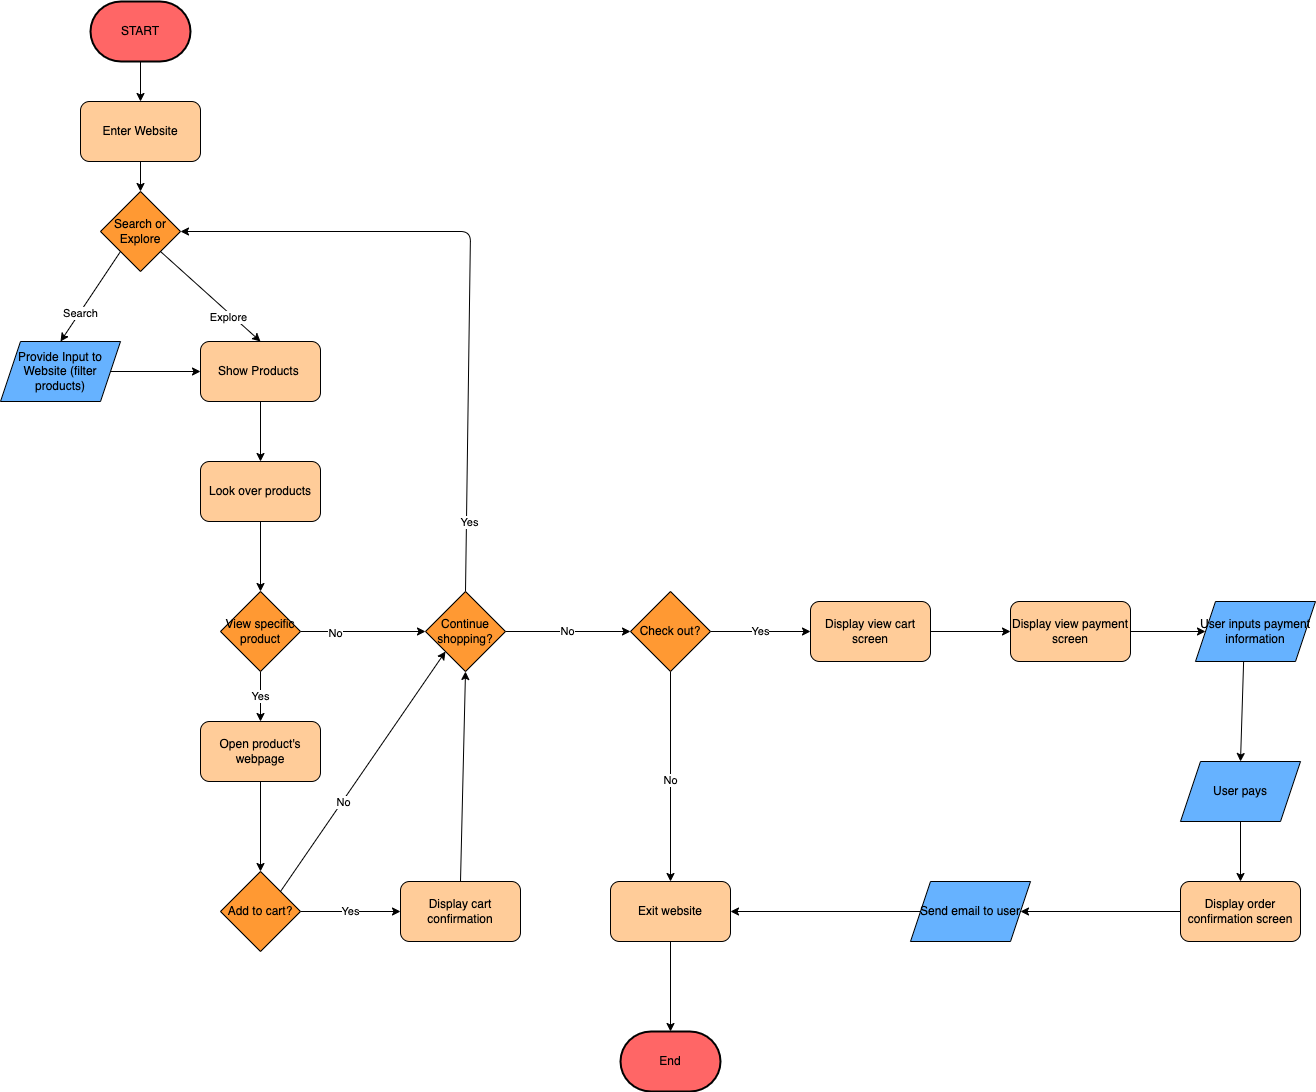 START
Enter Website
Search or
Explore
Search
Explore
Provide Input to
Website (filter
products)
Show Products
Look over products
Yes
View specific
product
No
Continue
shopping?
No
Check out?
Yes
Display view cart
screen
Display view payment
screen
User inputs payment
information
Yes
Open product's
webpage
No
No
User pays
Add to cart?
Yes
Display cart
confirmation
Exit website
Send email to user
Display order
confirmation screen
End